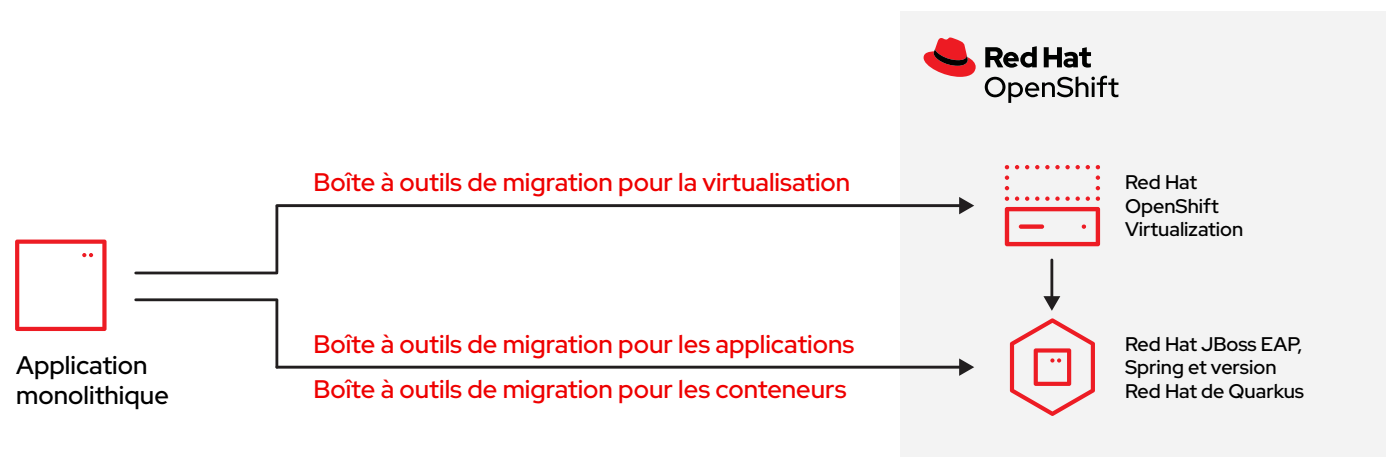 Red Hat
OpenShift
Boîte à outils de migration pour la virtualisation
Red Hat
OpenShift
Virtualization
Application
monolithique
Boîte à outils de migration pour les applications
Boîte à outils de migration pour les conteneurs
Red Hat JBoss EAP,
Spring et version
Red Hat de Quarkus